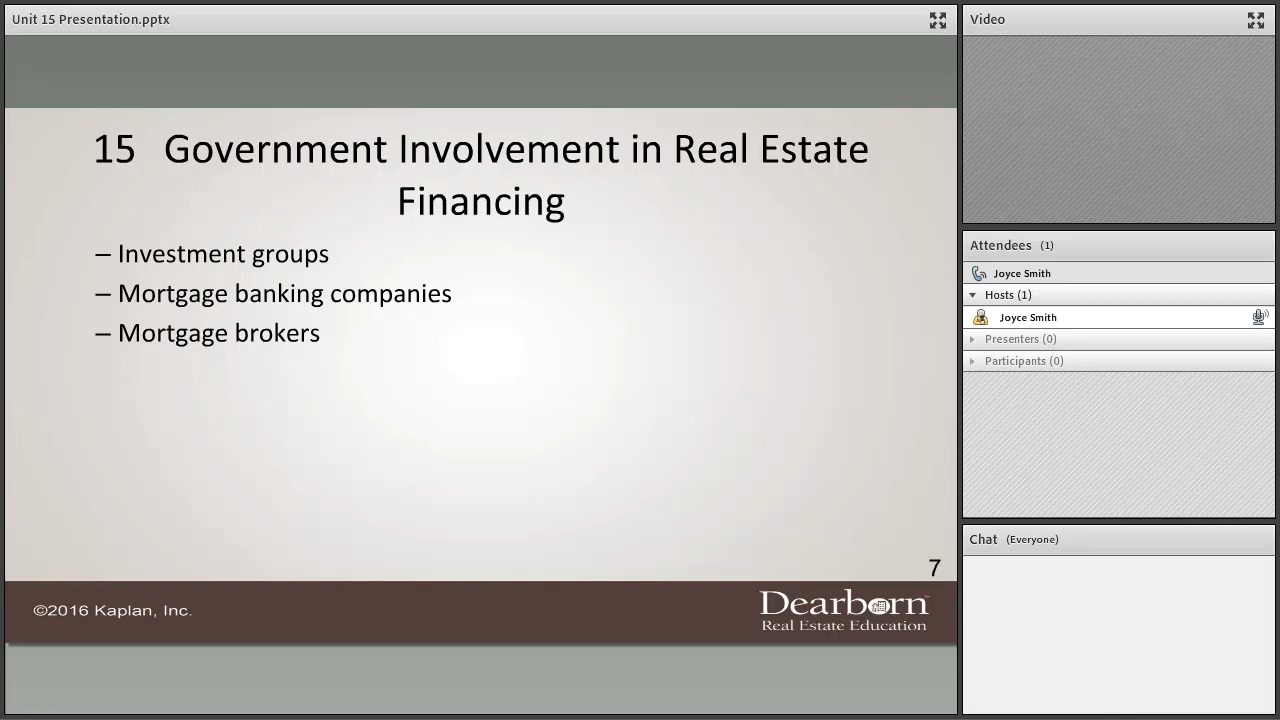 Unit 15 Presentation.pptx
15 Government Involvement in Real Estate
Financing
– Investment groups
– Mortgage banking companies
– Mortgage brokers
7
©2016 Kaplan, Inc.
Dearborn™
Real Estate Education
Video
Attendees (1)
Joyce Smith
Hosts (1)
Joyce Smith
Presenters (0)
Participants (0)
Chat (Everyone)